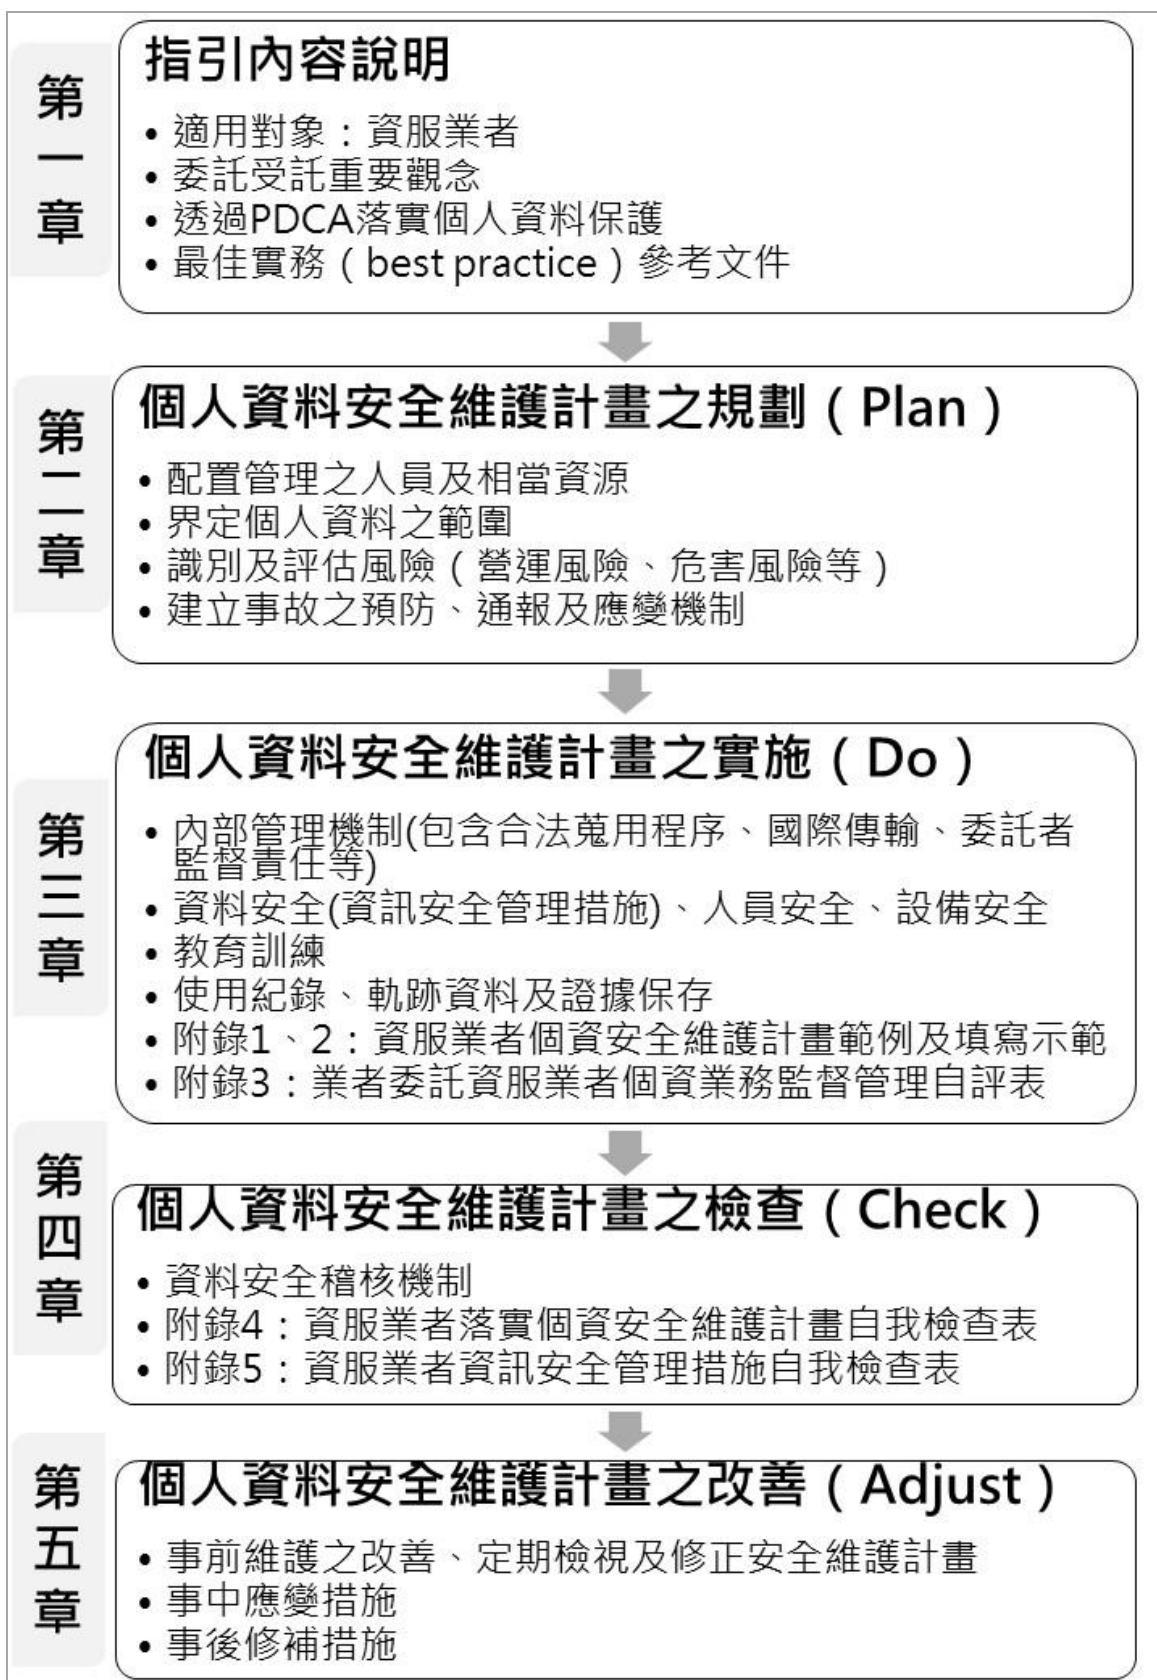 第一章
指引內容說明
• 適用對象：資服業者
• 委託受託重要觀念
• 透過PDCA落實個人資料保護
• 最佳實務（best practice）參考文件
第二章
個人資料安全維護計畫之規劃（Plan）
• 配置管理之人員及相當資源
• 界定個人資料之範圍
• 識別及評估風險（營運風險、危害風險等）
• 建立事故之預防、通報及應變機制
第三章
個人資料安全維護計畫之實施（Do）
• 內部管理機制(包含合法蒐用程序、國際傳輸、委託者
監督責任等)
• 資料安全(資訊安全管理措施)、人員安全、設備安全
• 教育訓練
• 使用紀錄、軌跡資料及證據保存
• 附錄1、2：資服業者個資安全維護計畫範例及填寫示範
• 附錄3：業者委託資服業者個資業務監督管理自評表
第四章
個人資料安全維護計畫之檢查（Check）
• 資料安全稽核機制
• 附錄4：資服業者落實個資安全維護計畫自我檢查表
• 附錄5：資服業者資訊安全管理措施自我檢查表
第五章
個人資料安全維護計畫之改善（Adjust）
• 事前維護之改善、定期檢視及修正安全維護計畫
• 事中應變措施
• 事後修補措施